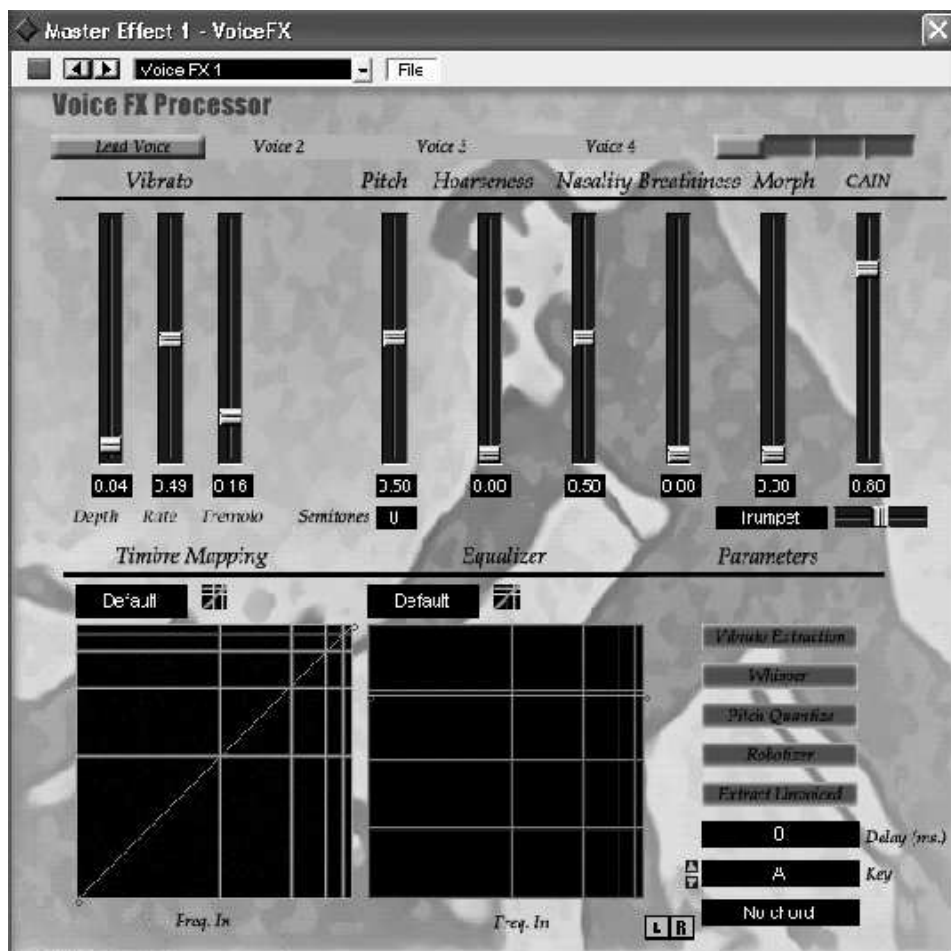 Master Effect 1 - VoiceFX
Voice FX 1 File
Voice FX Processor
Lead Voice Voice 2 Voice 3 Voice 4
Vibrato Pitch Hoarseness Nasality Breathiness Morph GAIN
0.04 0.49 0.16 0.50 0.00 0.50 0.00 0.00 0.80
Depth Rate Tremolo Semitones 0 Trumpet
Timbre Mapping Equalizer Parameters
Default Default
Vibrato Extraction
Whisper
Pitch Quantize
Robotizer
Extract Unvoiced
0 Delay (ms.)
A Key
No chord
Freq. In Freq. In L R